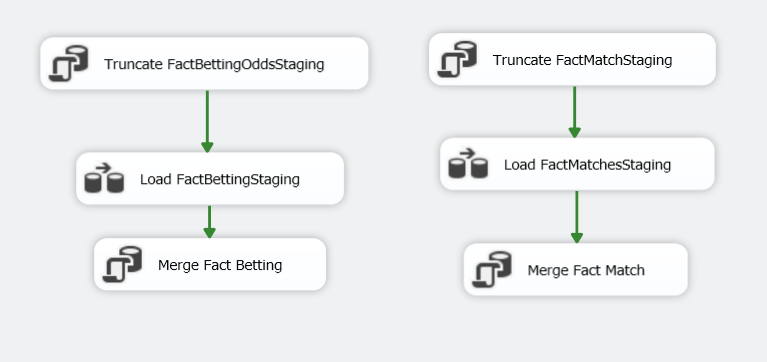 Truncate FactBettingOddsStaging
Load FactBettingStaging
Merge Fact Betting
Truncate FactMatchStaging
Load FactMatchesStaging
Merge Fact Match